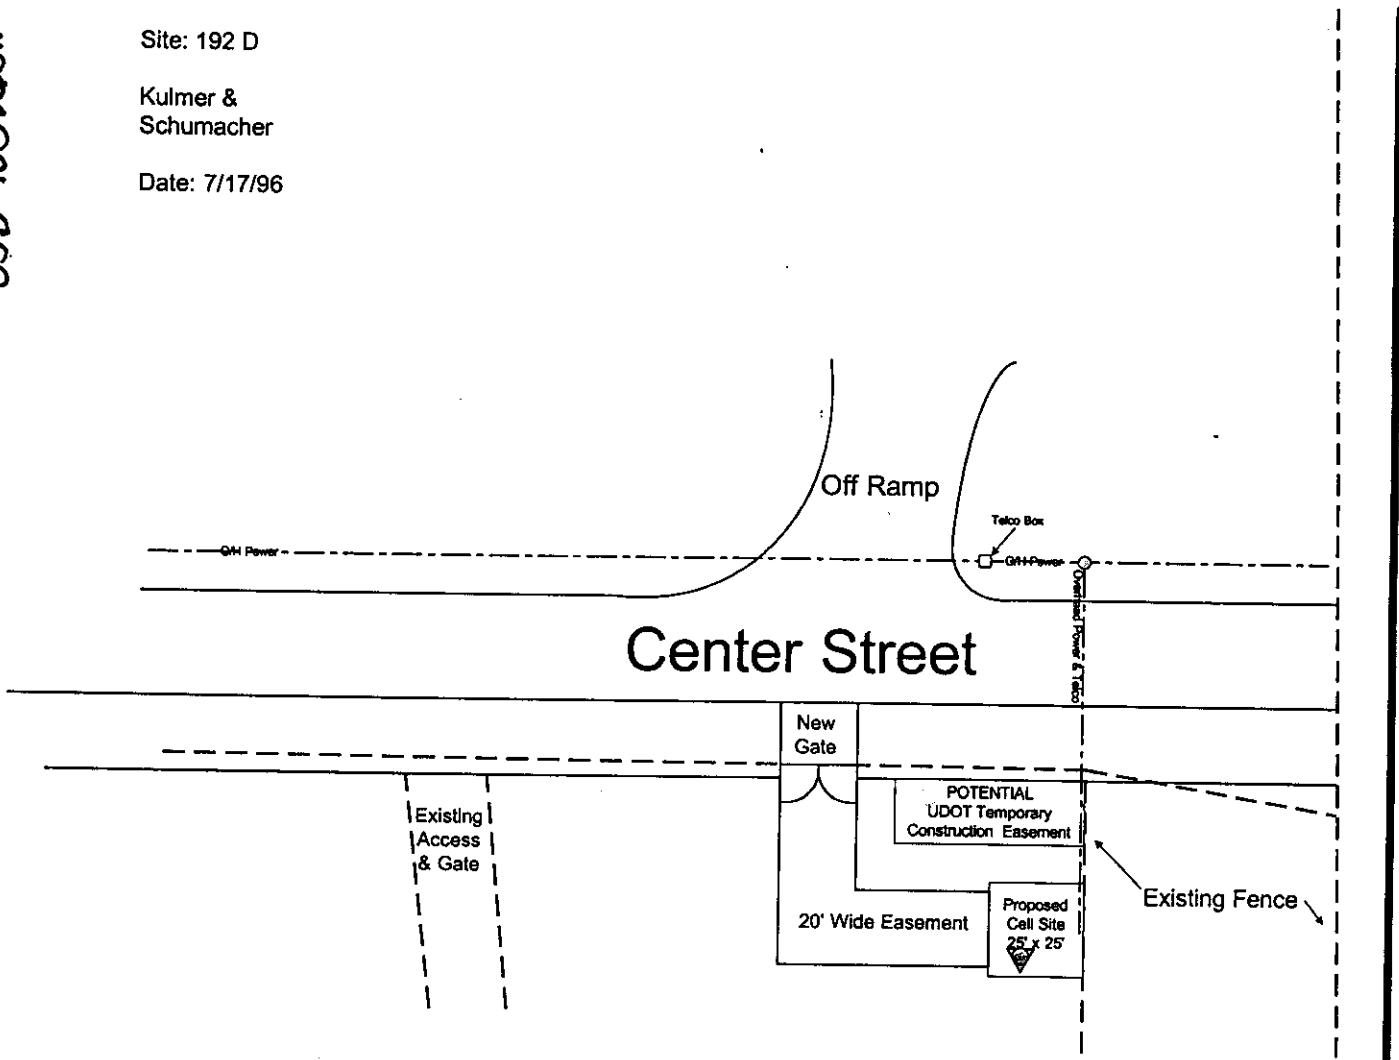 Site: 192 D
Kulmer &
Schumacher
Date: 7/17/96
Off Ramp
Telco Box
O/H Power
O/H Power
Overhead Power & Telco
Center Street
New
Gate
POTENTIAL
UDOT Temporary
Construction Easement
Existing
Access
& Gate
Existing Fence
20' Wide Easement
Proposed
Cell Site
25' x 25'